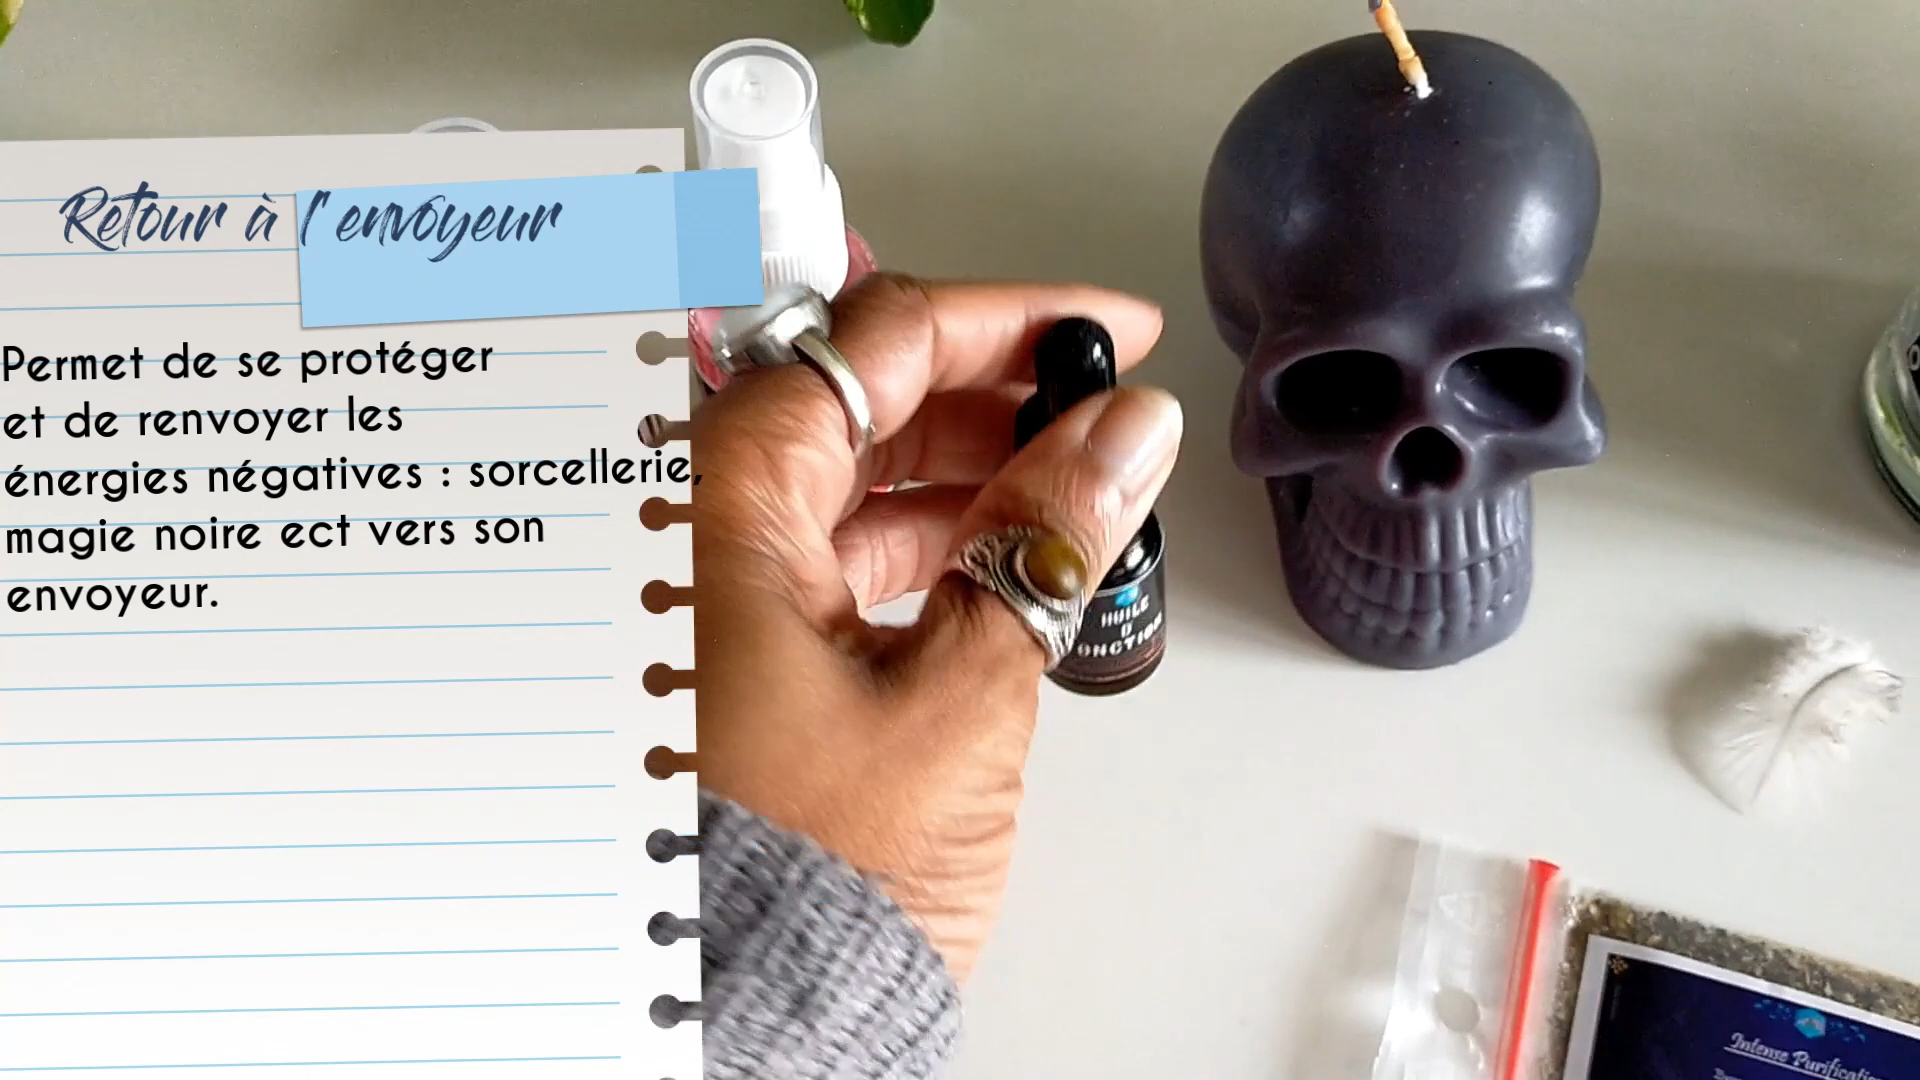 Retour à l'envoyeur
Permet de se protéger
et de renvoyer les
énergies négatives : sorcellerie,
magie noire ect vers son
envoyeur.
HUILE
D
ONCTION
Intense Purification